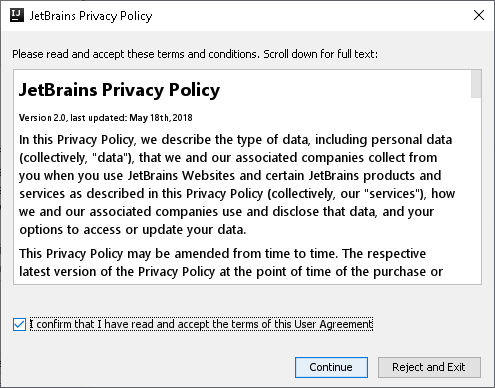 IJ JetBrains Privacy Policy
Please read and accept these terms and conditions. Scroll down for full text:
JetBrains Privacy Policy
Version 2.0, last updated: May 18th, 2018
In this Privacy Policy, we describe the type of data, including personal data
(collectively, "data"), that we and our associated companies collect from
you when you use JetBrains Websites and certain JetBrains products and
services as described in this Privacy Policy (collectively, our "services"), how
we and our associated companies use and disclose that data, and your
options to access or update your data.
This Privacy Policy may be amended from time to time. The respective
latest version of the Privacy Policy at the point of time of the purchase or
I confirm that I have read and accept the terms of this User Agreement
Continue
Reject and Exit